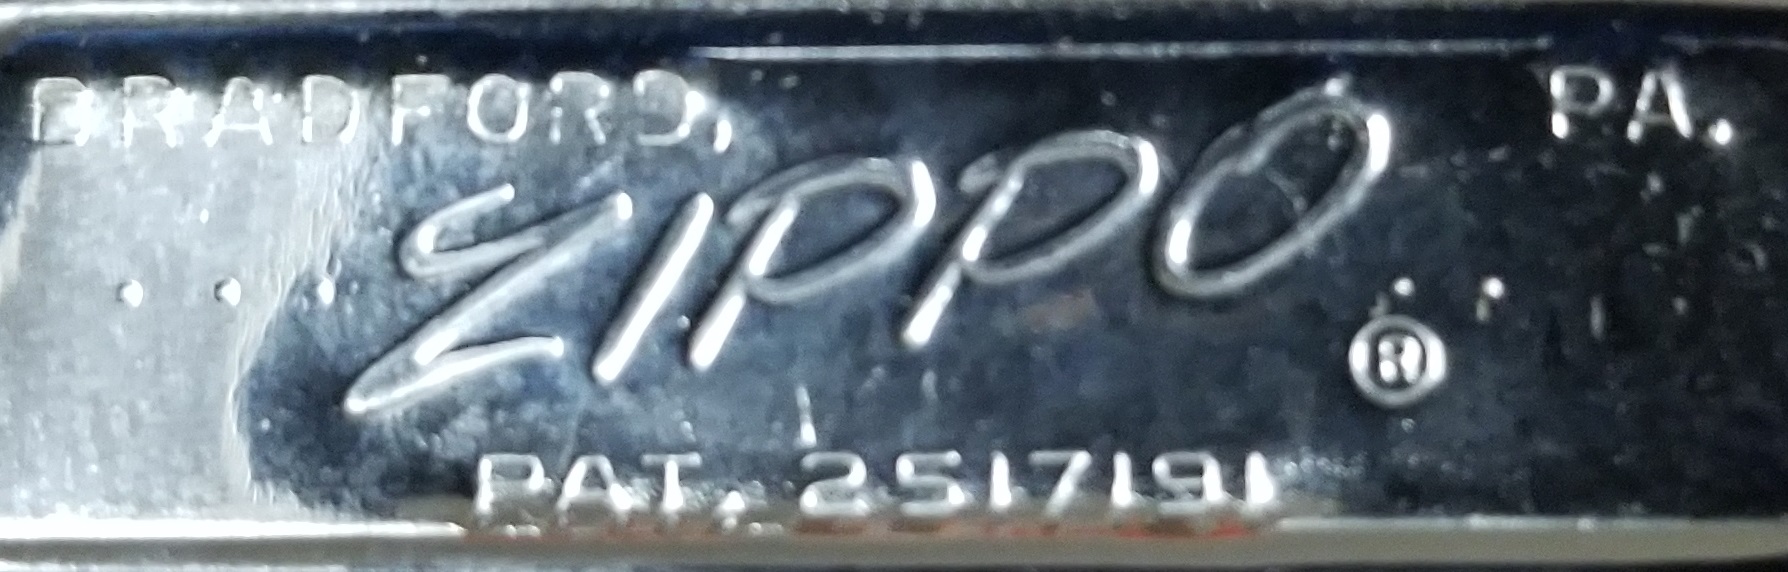 BRADFORD, PA.
ZIPPO ®
PAT. 2517191